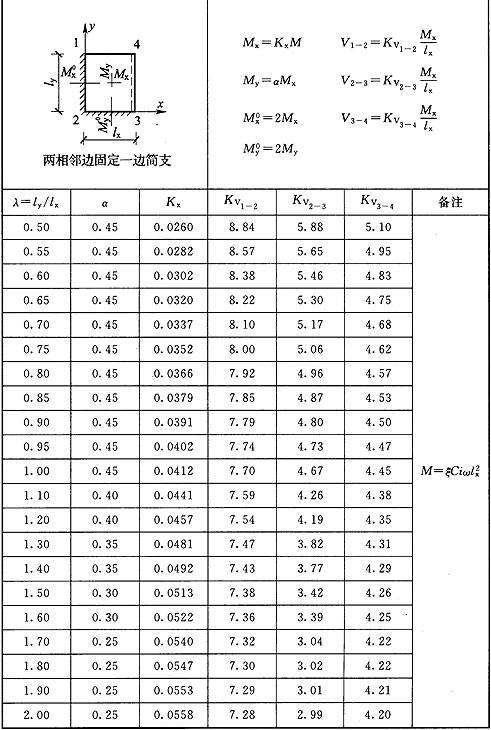 y
1 4
l_y M_x^0 M_y M_x
2 M_y^0 3 x
l_x
两相邻边固定一边简支
M_x=K_xM V_{1-2}=K_{V_{1-2}} M_x/l_x
M_y=αM_x V_{2-3}=K_{V_{2-3}} M_x/l_x
M_x^0=2M_x V_{3-4}=K_{V_{3-4}} M_x/l_x
M_y^0=2M_y
λ=l_y/l_x α K_x K_{V_{1-2}} K_{V_{2-3}} K_{V_{3-4}} 备注
0.50 0.45 0.0260 8.84 5.88 5.10
0.55 0.45 0.0282 8.57 5.65 4.95
0.60 0.45 0.0302 8.38 5.46 4.83
0.65 0.45 0.0320 8.22 5.30 4.75
0.70 0.45 0.0337 8.10 5.17 4.68
0.75 0.45 0.0352 8.00 5.06 4.62
0.80 0.45 0.0366 7.92 4.96 4.57
0.85 0.45 0.0379 7.85 4.87 4.53
0.90 0.45 0.0391 7.79 4.80 4.50
0.95 0.45 0.0402 7.74 4.73 4.47
1.00 0.45 0.0412 7.70 4.67 4.45 M=ξCiωl_x^2
1.10 0.40 0.0441 7.59 4.26 4.38
1.20 0.40 0.0457 7.54 4.19 4.35
1.30 0.35 0.0481 7.47 3.82 4.31
1.40 0.35 0.0492 7.43 3.77 4.29
1.50 0.30 0.0513 7.38 3.42 4.26
1.60 0.30 0.0522 7.36 3.39 4.25
1.70 0.25 0.0540 7.32 3.04 4.22
1.80 0.25 0.0547 7.30 3.02 4.22
1.90 0.25 0.0553 7.29 3.01 4.21
2.00 0.25 0.0558 7.28 2.99 4.20